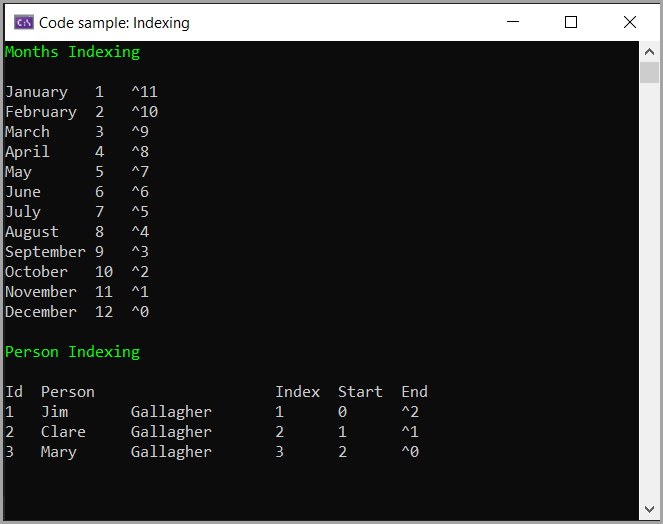 Code sample: Indexing
Months Indexing
January 1 ^11
February 2 ^10
March 3 ^9
April 4 ^8
May 5 ^7
June 6 ^6
July 7 ^5
August 8 ^4
September 9 ^3
October 10 ^2
November 11 ^1
December 12 ^0
Person Indexing
Id Person Index Start End
1 Jim Gallagher 1 0 ^2
2 Clare Gallagher 2 1 ^1
3 Mary Gallagher 3 2 ^0